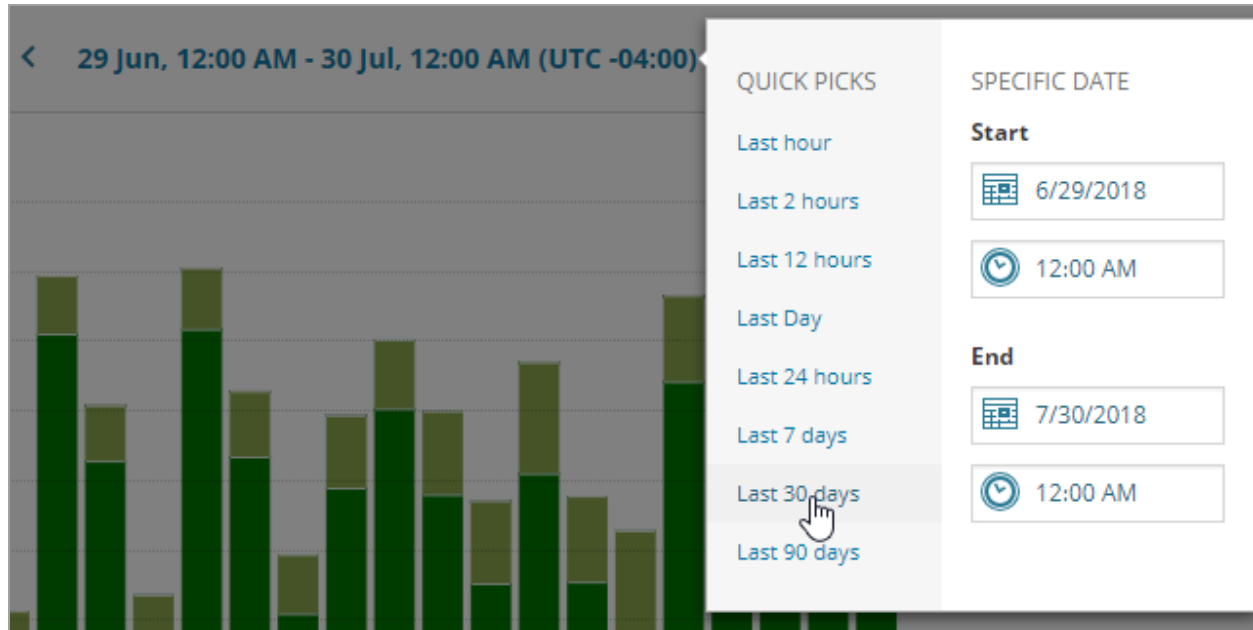 29 Jun, 12:00 AM - 30 Jul, 12:00 AM (UTC -04:00)
QUICK PICKS
Last hour
Last 2 hours
Last 12 hours
Last Day
Last 24 hours
Last 7 days
Last 30 days
Last 90 days
SPECIFIC DATE
Start
6/29/2018
12:00 AM
End
7/30/2018
12:00 AM